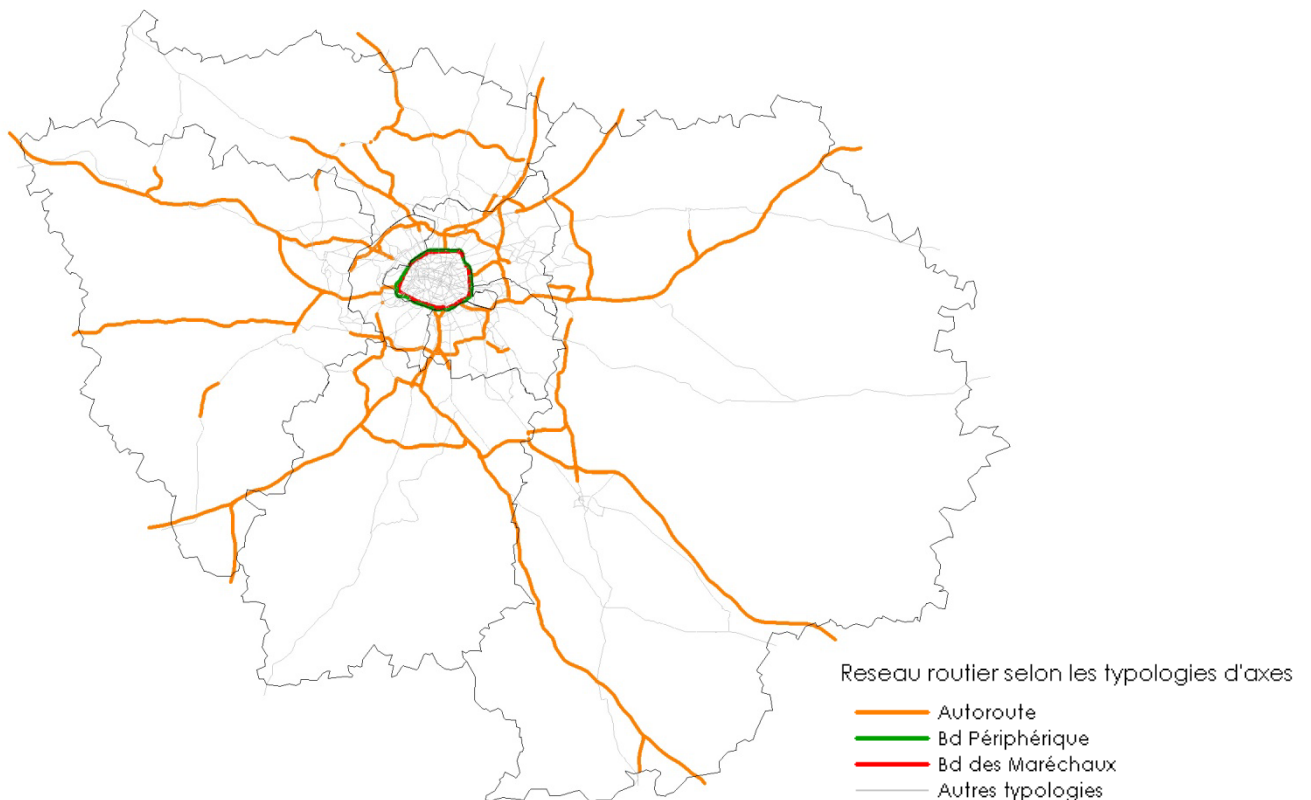 Reseau routier selon les typologies d'axes
Autoroute
Bd Périphérique
Bd des Maréchaux
Autres typologies